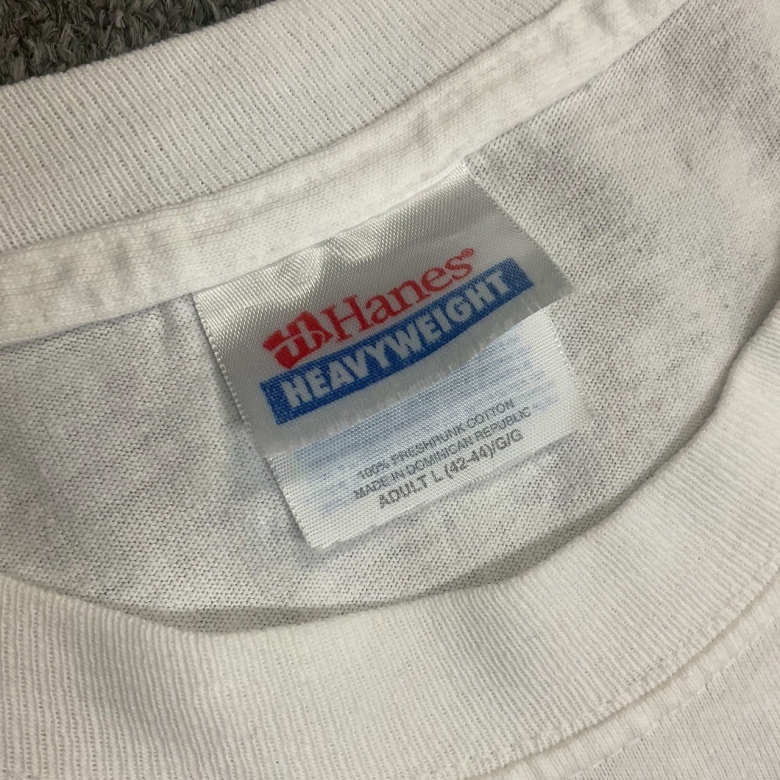 Hanes®
HEAVYWEIGHT
100% PRESHRUNK COTTON
MADE IN DOMINICAN REPUBLIC
ADULT L (42-44)/G/G